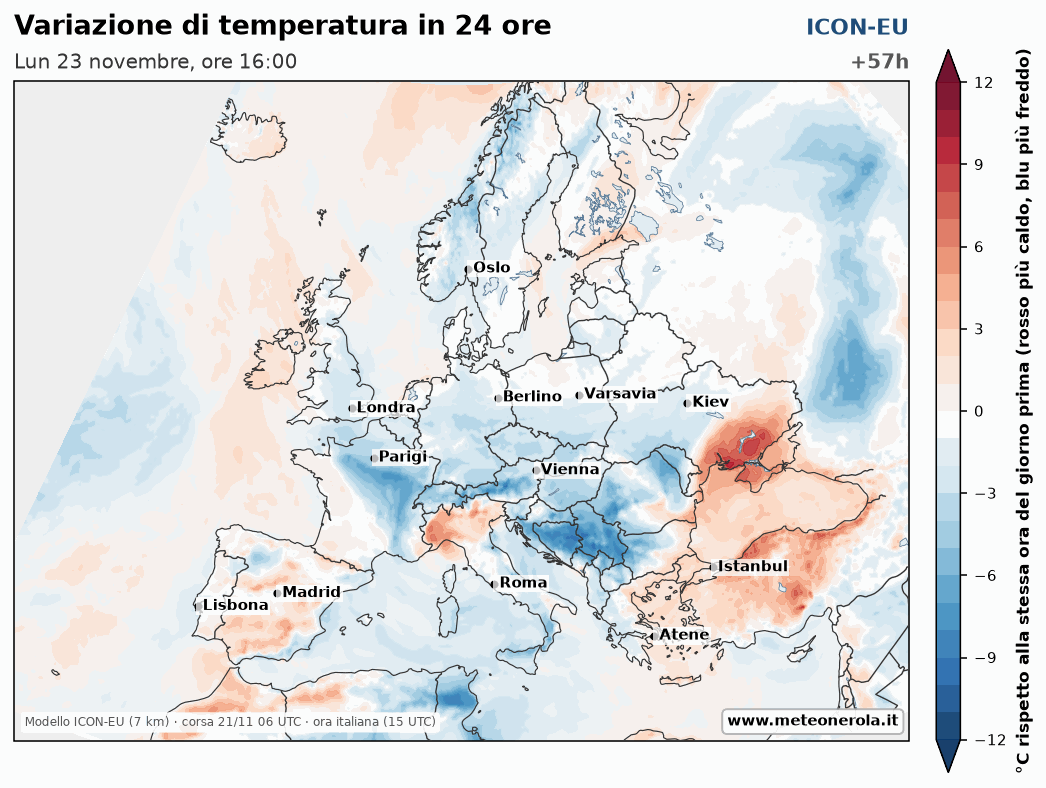 Variazione di temperatura in 24 ore
ICON-EU
Lun 23 novembre, ore 16:00
+57h
Oslo
Londra
Berlino
Varsavia
Kiev
Parigi
Vienna
Istanbul
Roma
Madrid
Lisbona
Atene
Modello ICON-EU (7 km) · corsa 21/11 06 UTC · ora italiana (15 UTC)
www.meteonerola.it
12
9
6
3
0
−3
−6
−9
−12
°C rispetto alla stessa ora del giorno prima (rosso più caldo, blu più freddo)